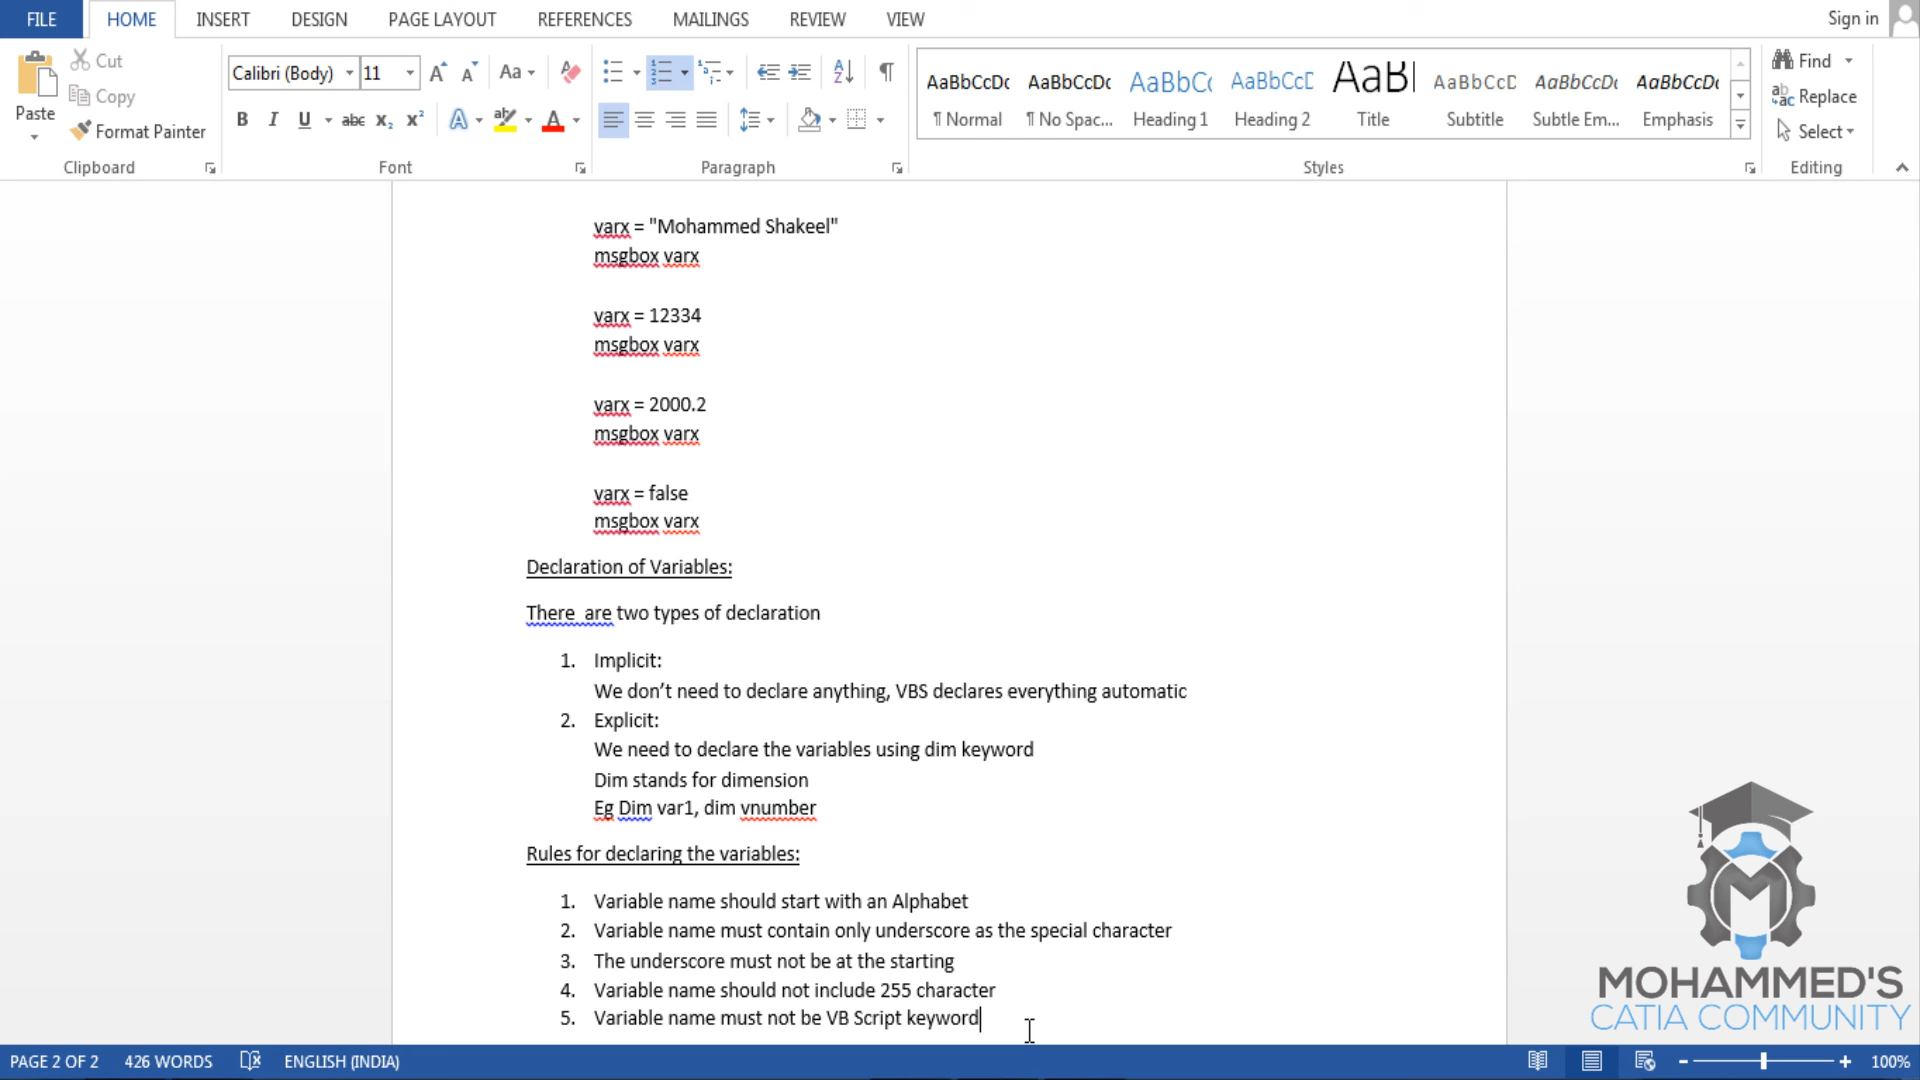 FILE HOME INSERT DESIGN PAGE LAYOUT REFERENCES MAILINGS REVIEW VIEW Sign in
Cut
Copy
Format Painter
Paste
Calibri (Body) 11
Aa
B I U abc x₂ x²
AaBbCcDc AaBbCcDc AaBbC( AaBbCcD AaB AaBbCcD AaBbCcDc AaBbCcDc
¶ Normal ¶ No Spac... Heading 1 Heading 2 Title Subtitle Subtle Em... Emphasis
Find
Replace
Select
Clipboard Font Paragraph Styles Editing
varx = "Mohammed Shakeel"
msgbox varx
varx = 12334
msgbox varx
varx = 2000.2
msgbox varx
varx = false
msgbox varx
Declaration of Variables:
There  are two types of declaration
1. Implicit:
We don’t need to declare anything, VBS declares everything automatic
2. Explicit:
We need to declare the variables using dim keyword
Dim stands for dimension
Eg Dim var1, dim vnumber
Rules for declaring the variables:
1. Variable name should start with an Alphabet
2. Variable name must contain only underscore as the special character
3. The underscore must not be at the starting
4. Variable name should not include 255 character
5. Variable name must not be VB Script keyword
MOHAMMED'S
CATIA COMMUNITY
PAGE 2 OF 2 426 WORDS ENGLISH (INDIA) 100%